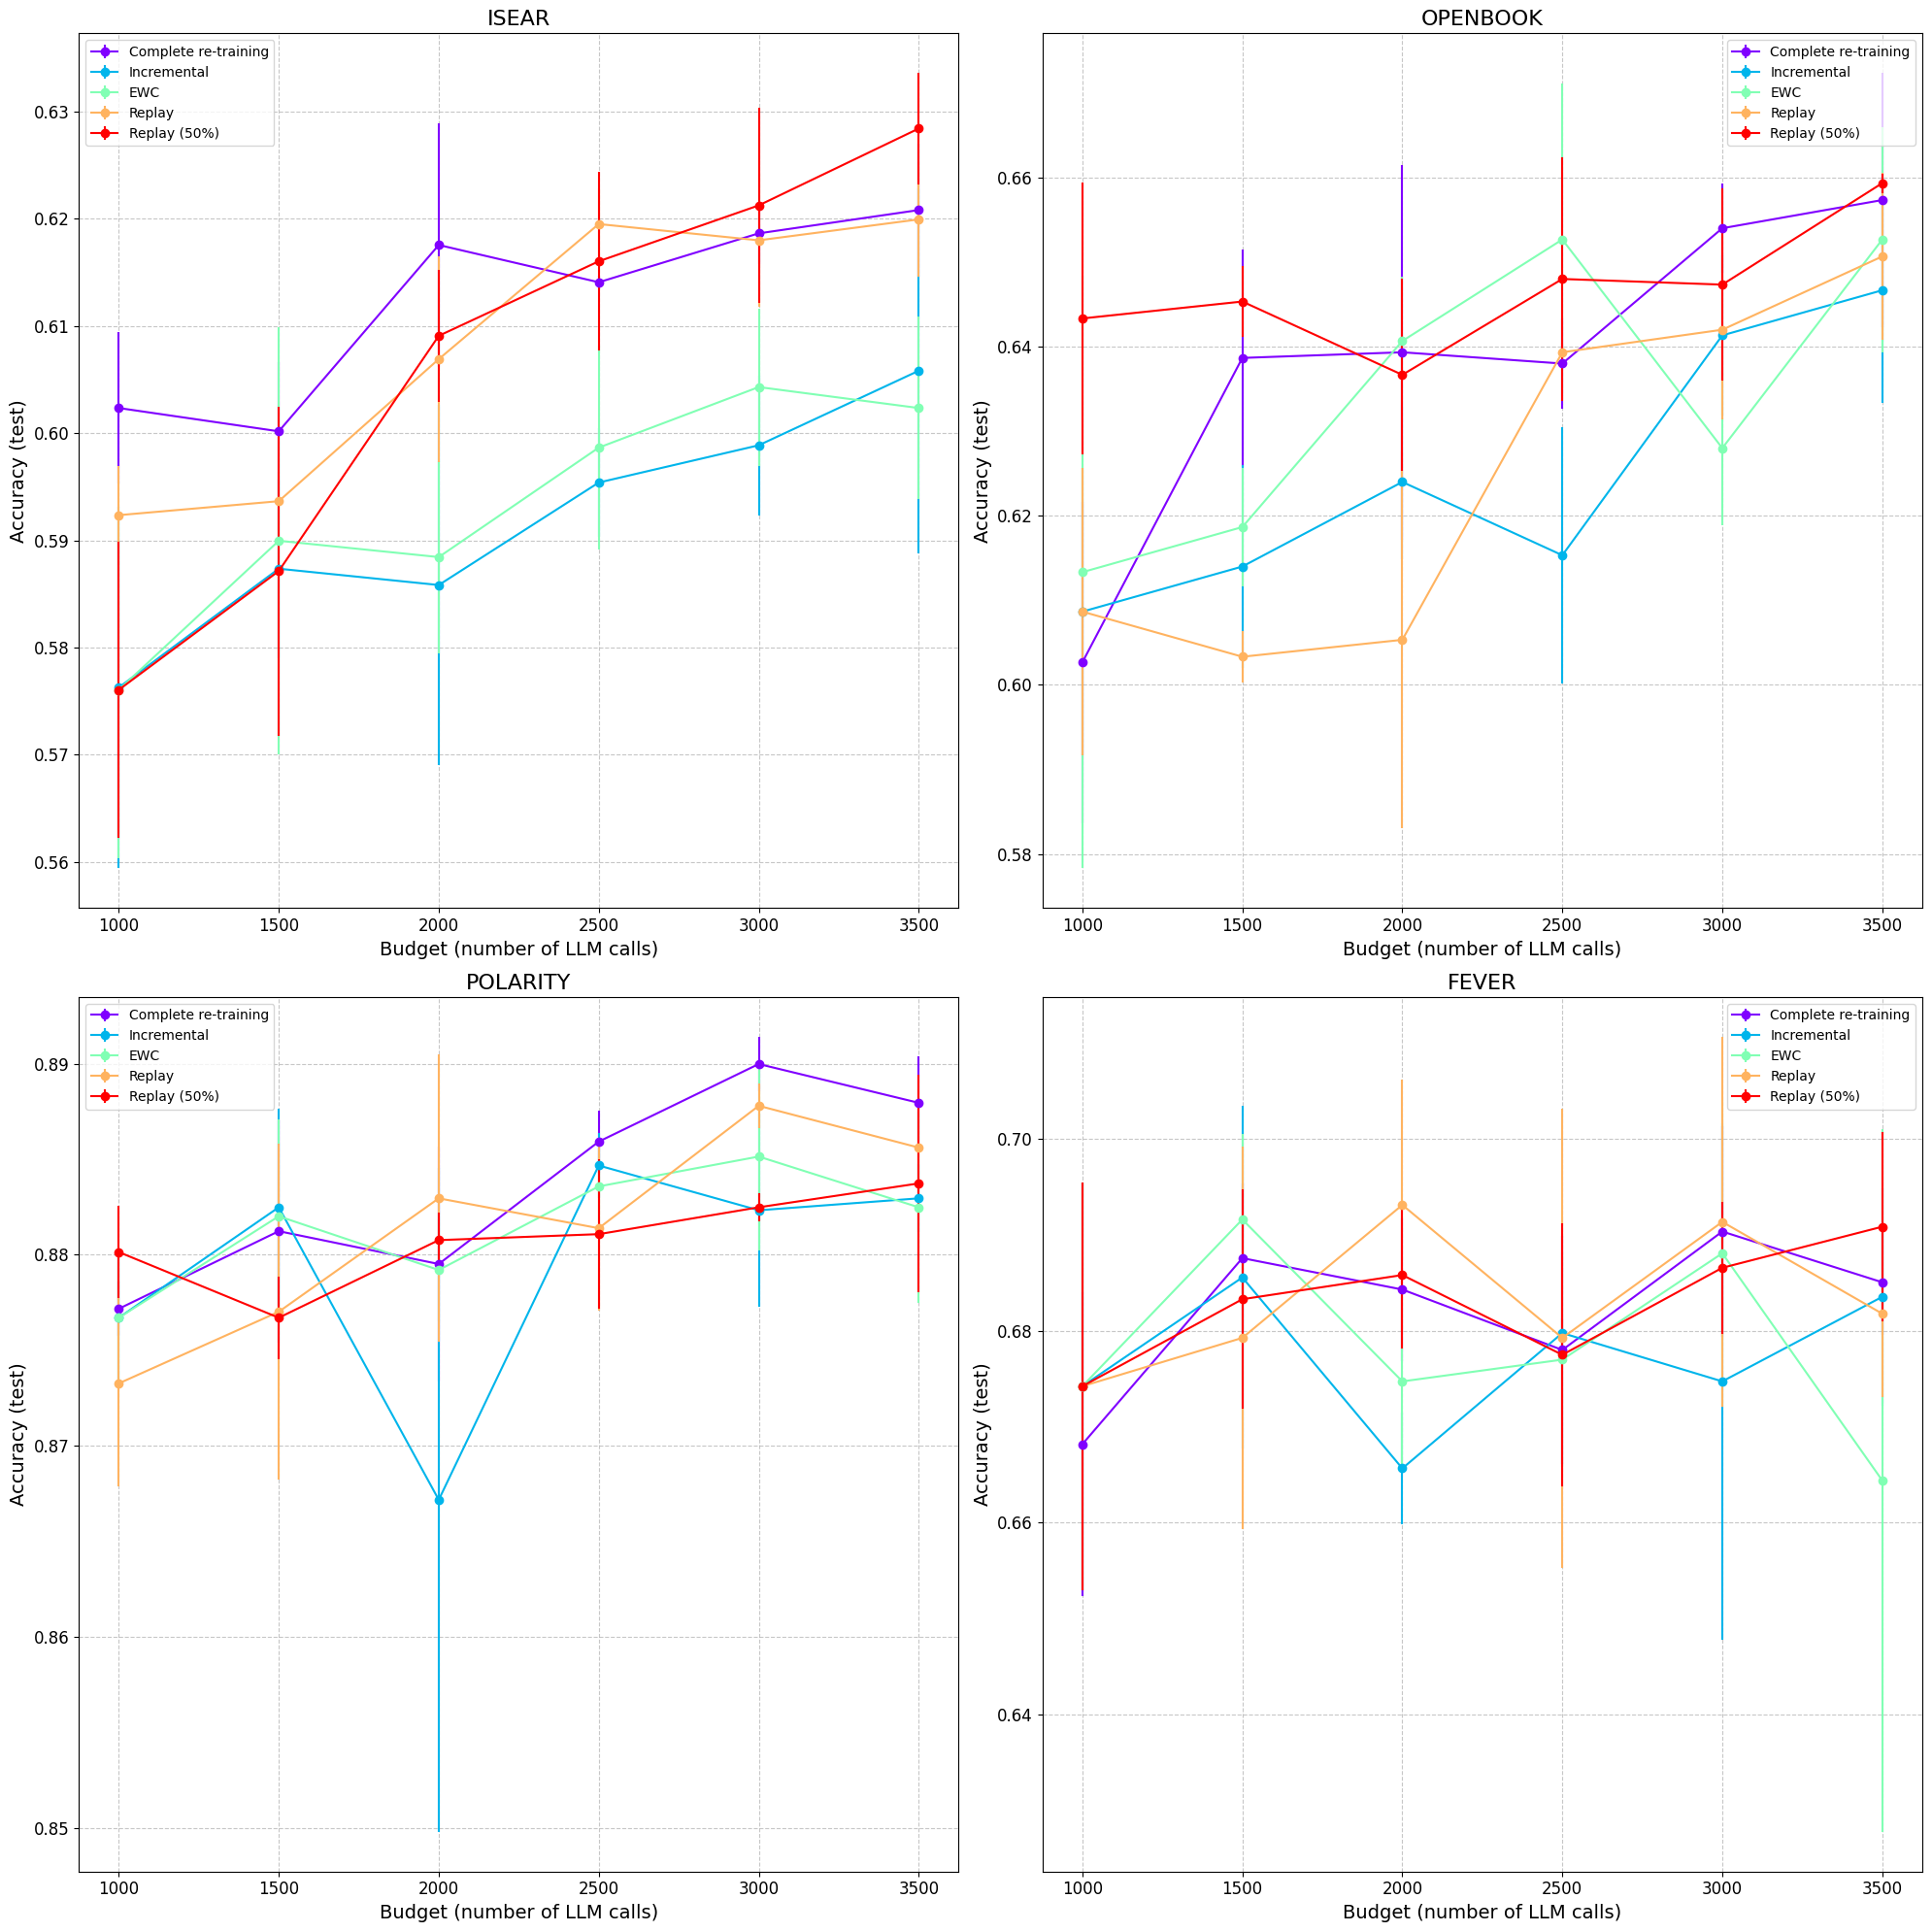 ISEAR
Complete re-training
Incremental
EWC
Replay
Replay (50%)
0.63
0.62
0.61
0.60
0.59
0.58
0.57
0.56
Accuracy (test)
1000 1500 2000 2500 3000 3500
Budget (number of LLM calls)
OPENBOOK
Complete re-training
Incremental
EWC
Replay
Replay (50%)
0.66
0.64
0.62
0.60
0.58
Accuracy (test)
1000 1500 2000 2500 3000 3500
Budget (number of LLM calls)
POLARITY
Complete re-training
Incremental
EWC
Replay
Replay (50%)
0.89
0.88
0.87
0.86
0.85
Accuracy (test)
1000 1500 2000 2500 3000 3500
Budget (number of LLM calls)
FEVER
Complete re-training
Incremental
EWC
Replay
Replay (50%)
0.70
0.68
0.66
0.64
Accuracy (test)
1000 1500 2000 2500 3000 3500
Budget (number of LLM calls)